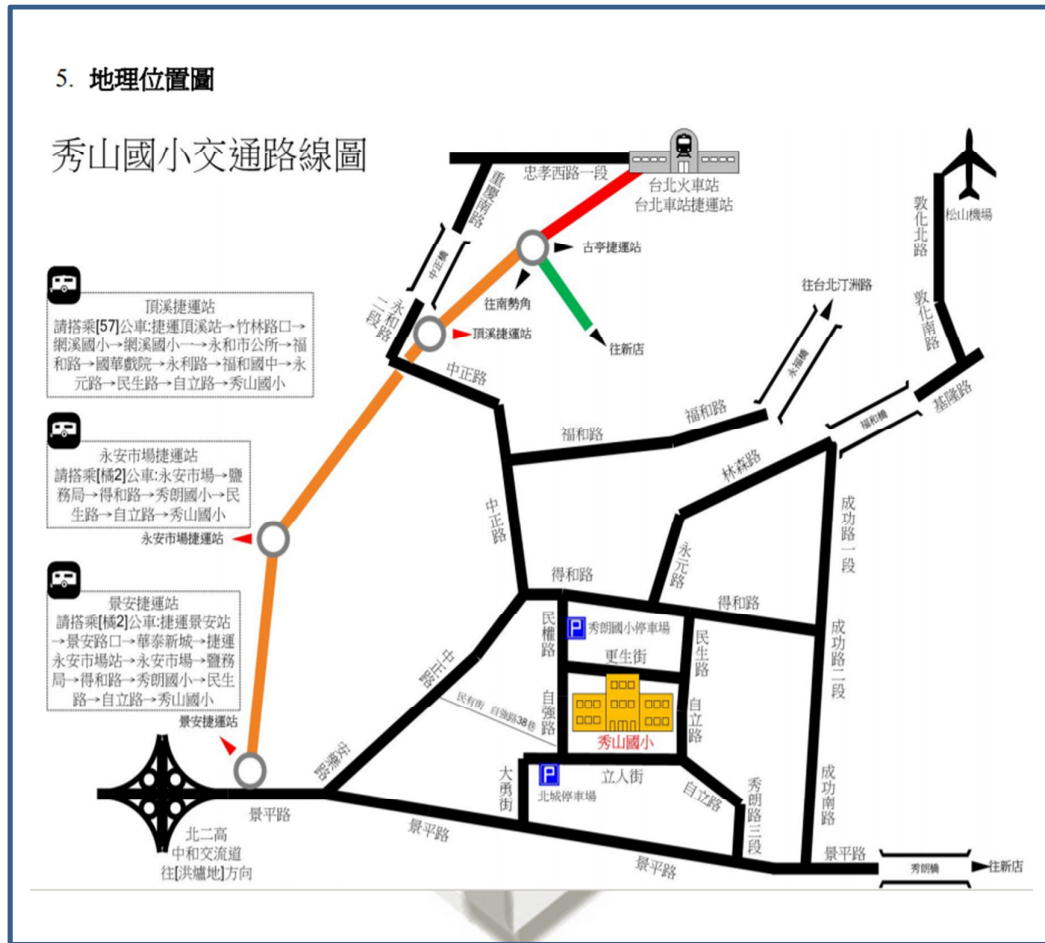 5. 地理位置圖
秀山國小交通路線圖
忠孝西路一段
台北火車站
台北車站捷運站
重慶南路
中正橋
古亭捷運站
往南勢角
往新店
松山機場
敦化北路
敦化南路
往台北汀洲路
永福橋
福和橋
基隆路
永和路
二段
頂溪捷運站
中正路
福和路
福和路
林森路
頂溪捷運站
請搭乘[57]公車:捷運頂溪站→竹林路口→
網溪國小→網溪國小一→永和市公所→福
和路→國華戲院→永利路→福和國中→永
元路→民生路→自立路→秀山國小
永安市場捷運站
請搭乘[橘2]公車:永安市場→鹽
務局→得和路→秀朗國小→民
生路→自立路→秀山國小
永安市場捷運站
景安捷運站
請搭乘[橘2]公車:捷運景安站
→景安路口→華泰新城→捷運
永安市場站→永安市場→鹽務
局→得和路→秀朗國小→民生
路→自立路→秀山國小
景安捷運站
中正路
永元路
成功路一段
得和路
得和路
民權路
P
秀朗國小停車場
民生路
成功路二段
更生街
中正路
民有街 自強路38巷
自強路
秀山國小
自立路
安樂路
大勇街
P
北城停車場
立人街
自立路
秀朗路三段
成功南路
景平路
景平路
景平路
景平路
秀朗橋
往新店
北二高
中和交流道
往[洪爐地]方向